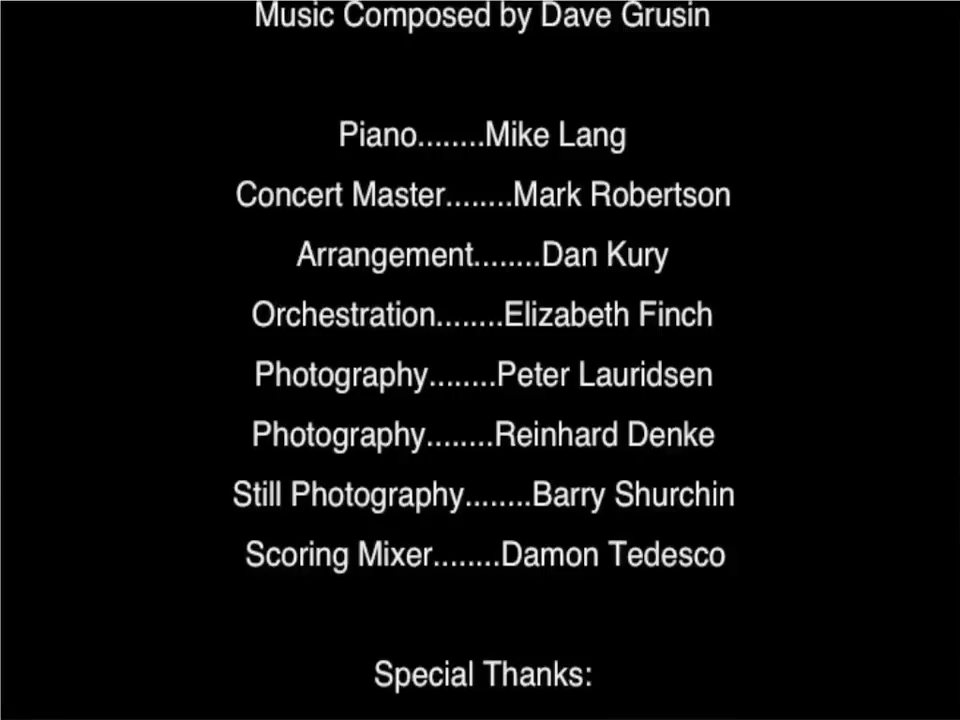 Music Composed by Dave Grusin
Piano........Mike Lang
Concert Master........Mark Robertson
Arrangement........Dan Kury
Orchestration........Elizabeth Finch
Photography........Peter Lauridsen
Photography........Reinhard Denke
Still Photography........Barry Shurchin
Scoring Mixer........Damon Tedesco
Special Thanks: